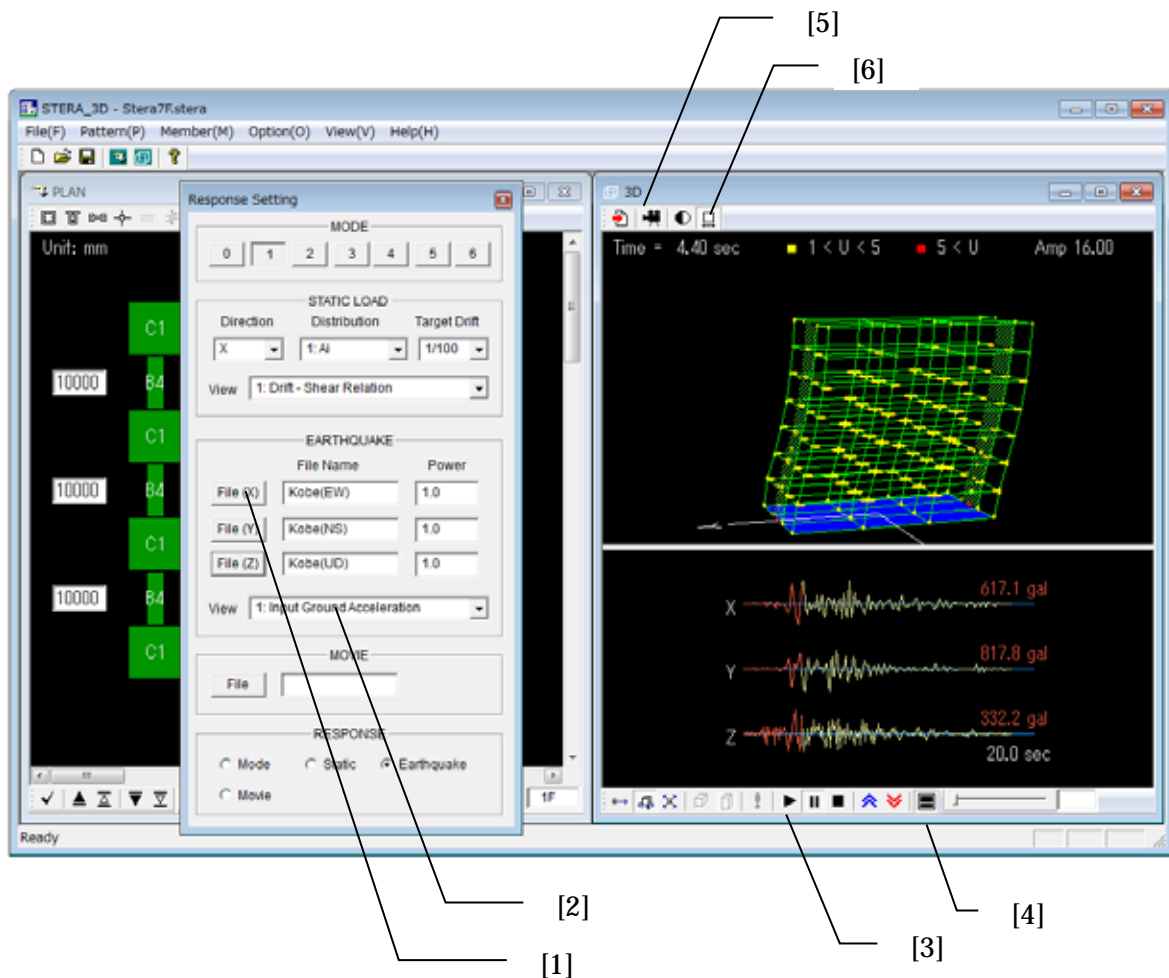 [5]
[6]
STERA_3D - Stera7F.stera
File(F) Pattern(P) Member(M) Option(O) View(V) Help(H)
PLAN
Unit: mm
C1
10000 B4
C1
10000 B4
C1
10000 B4
C1
1F
Ready
Response Setting
MODE
0 1 2 3 4 5 6
STATIC LOAD
Direction Distribution Target Drift
X 1: Ai 1/100
View 1: Drift - Shear Relation
EARTHQUAKE
File Name Power
File (X) Kobe(EW) 1.0
File (Y) Kobe(NS) 1.0
File (Z) Kobe(UD) 1.0
View 1: Input Ground Acceleration
MOVIE
File
RESPONSE
Mode Static Earthquake
Movie
3D
Time = 4.40 sec 1 < U < 5 5 < U Amp 16.00
X 617.1 gal
Y 817.8 gal
Z 332.2 gal
20.0 sec
[2]
[4]
[3]
[1]